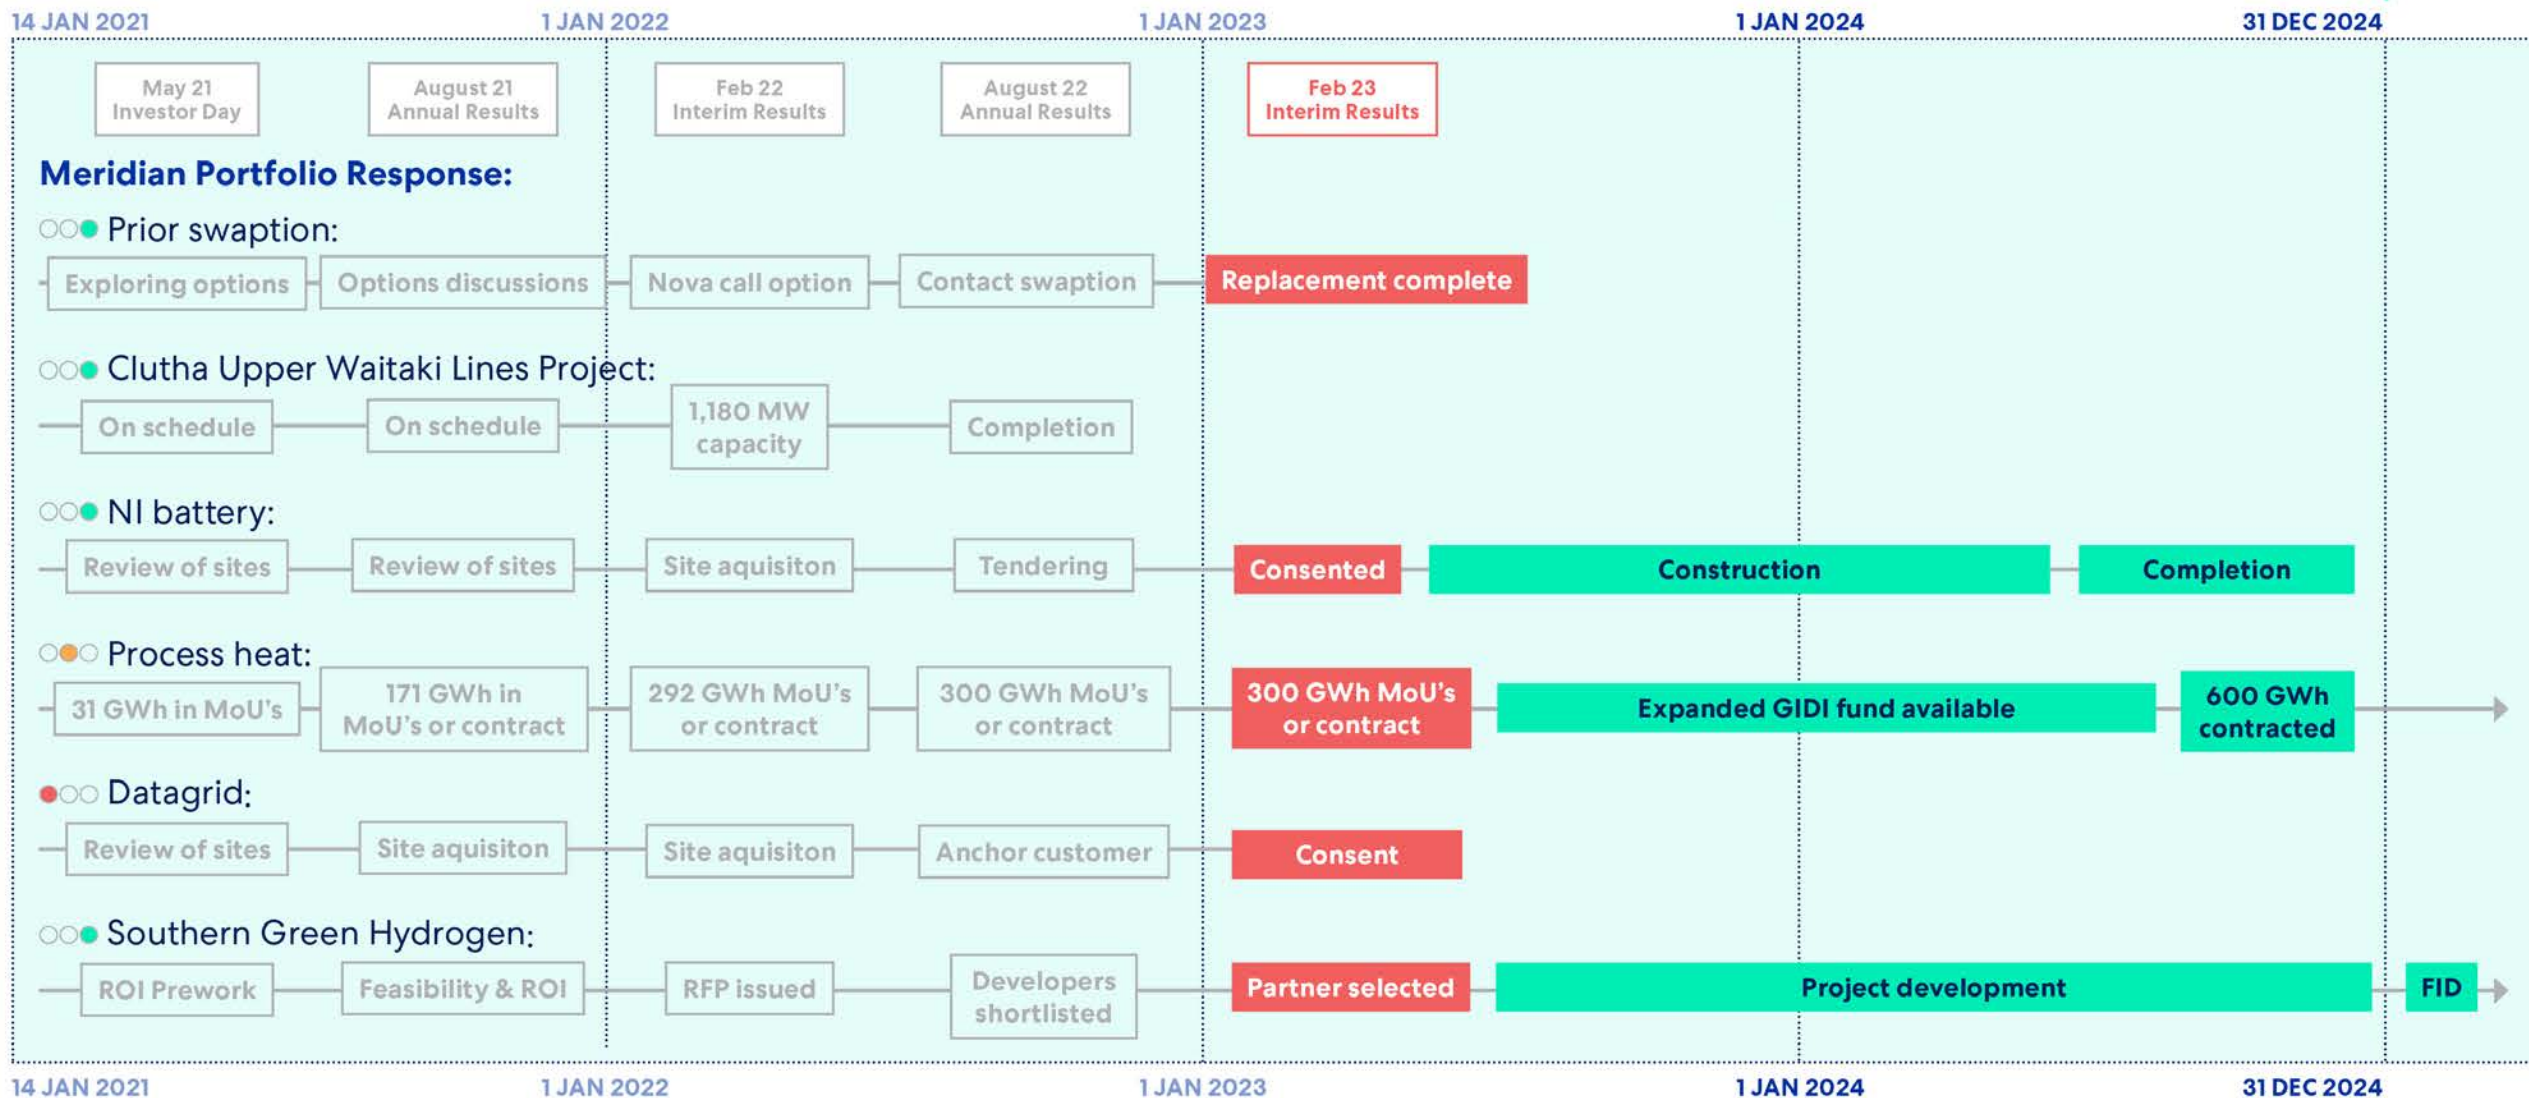 14 JAN 2021
1 JAN 2022
1 JAN 2023
1 JAN 2024
31 DEC 2024
May 21
Investor Day
August 21
Annual Results
Feb 22
Interim Results
August 22
Annual Results
Feb 23
Interim Results
Meridian Portfolio Response:
Prior swaption:
Exploring options
Options discussions
Nova call option
Contact swaption
Replacement complete
Clutha Upper Waitaki Lines Project:
On schedule
On schedule
1,180 MW
capacity
Completion
NI battery:
Review of sites
Review of sites
Site aquisiton
Tendering
Consented
Construction
Completion
Process heat:
31 GWh in MoU's
171 GWh in
MoU's or contract
292 GWh MoU's
or contract
300 GWh MoU's
or contract
300 GWh MoU's
or contract
Expanded GIDI fund available
600 GWh
contracted
Datagrid:
Review of sites
Site aquisiton
Site aquisiton
Anchor customer
Consent
Southern Green Hydrogen:
ROI Prework
Feasibility & ROI
RFP issued
Developers
shortlisted
Partner selected
Project development
FID
14 JAN 2021
1 JAN 2022
1 JAN 2023
1 JAN 2024
31 DEC 2024